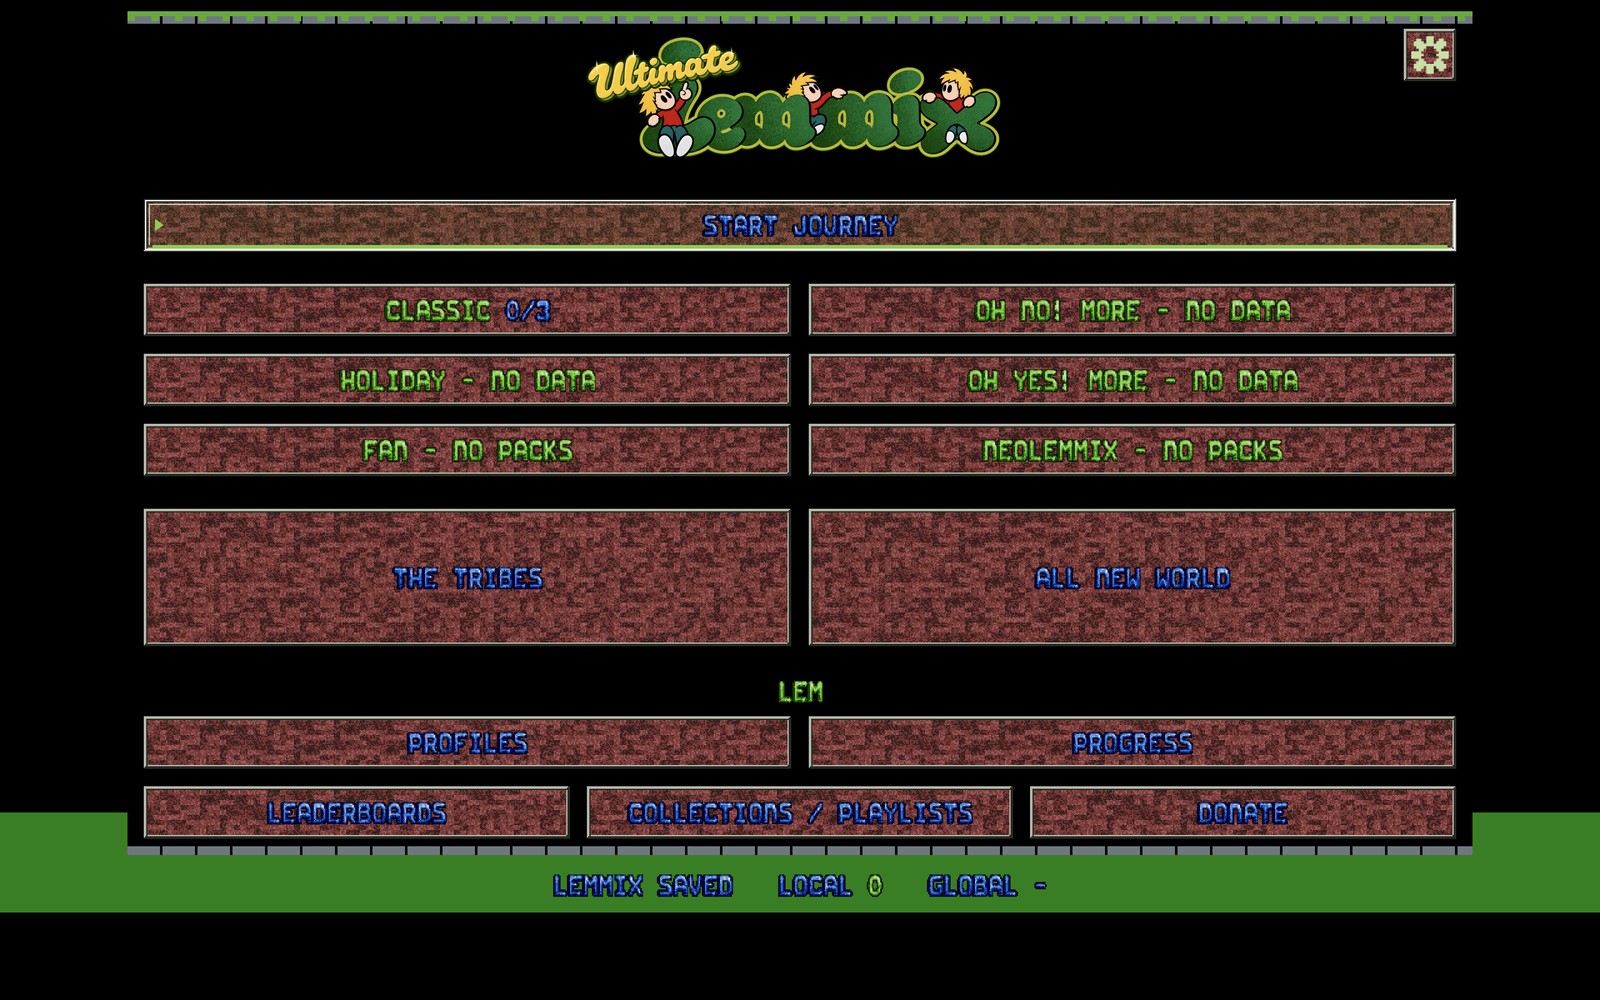 Ultimate
Lemmix
START JOURNEY
CLASSIC 0/3
OH NO! MORE - NO DATA
HOLIDAY - NO DATA
OH YES! MORE - NO DATA
FAN - NO PACKS
NEOLEMMIX - NO PACKS
THE TRIBES
ALL NEW WORLD
LEM
PROFILES
PROGRESS
LEADERBOARDS
COLLECTIONS / PLAYLISTS
DONATE
LEMMIX SAVED LOCAL 0 GLOBAL -